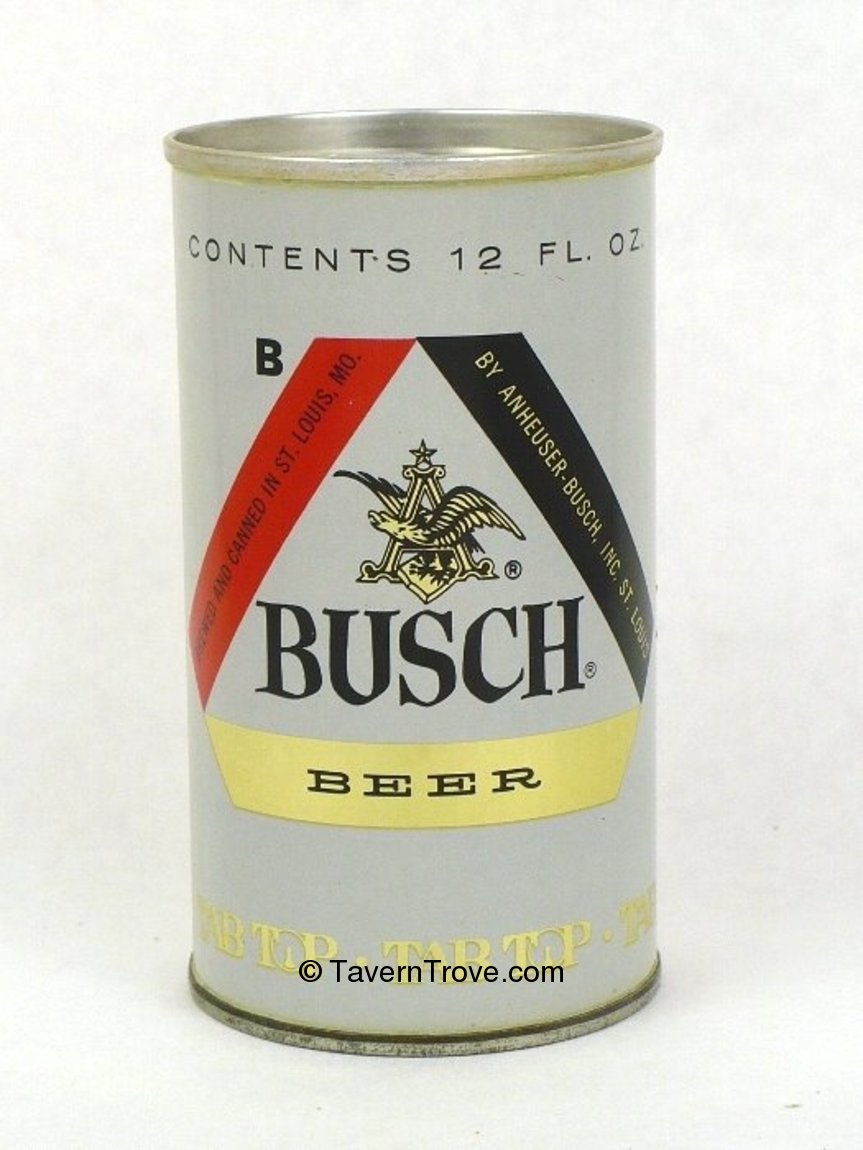 CONTENTS 12 FL. OZ.
B
BREWED AND CANNED IN ST. LOUIS, MO.
BY ANHEUSER-BUSCH, INC. ST. LOUIS
A
®
BUSCH®
BEER
TAB TOP · TAB TOP · TAB
© TavernTrove.com